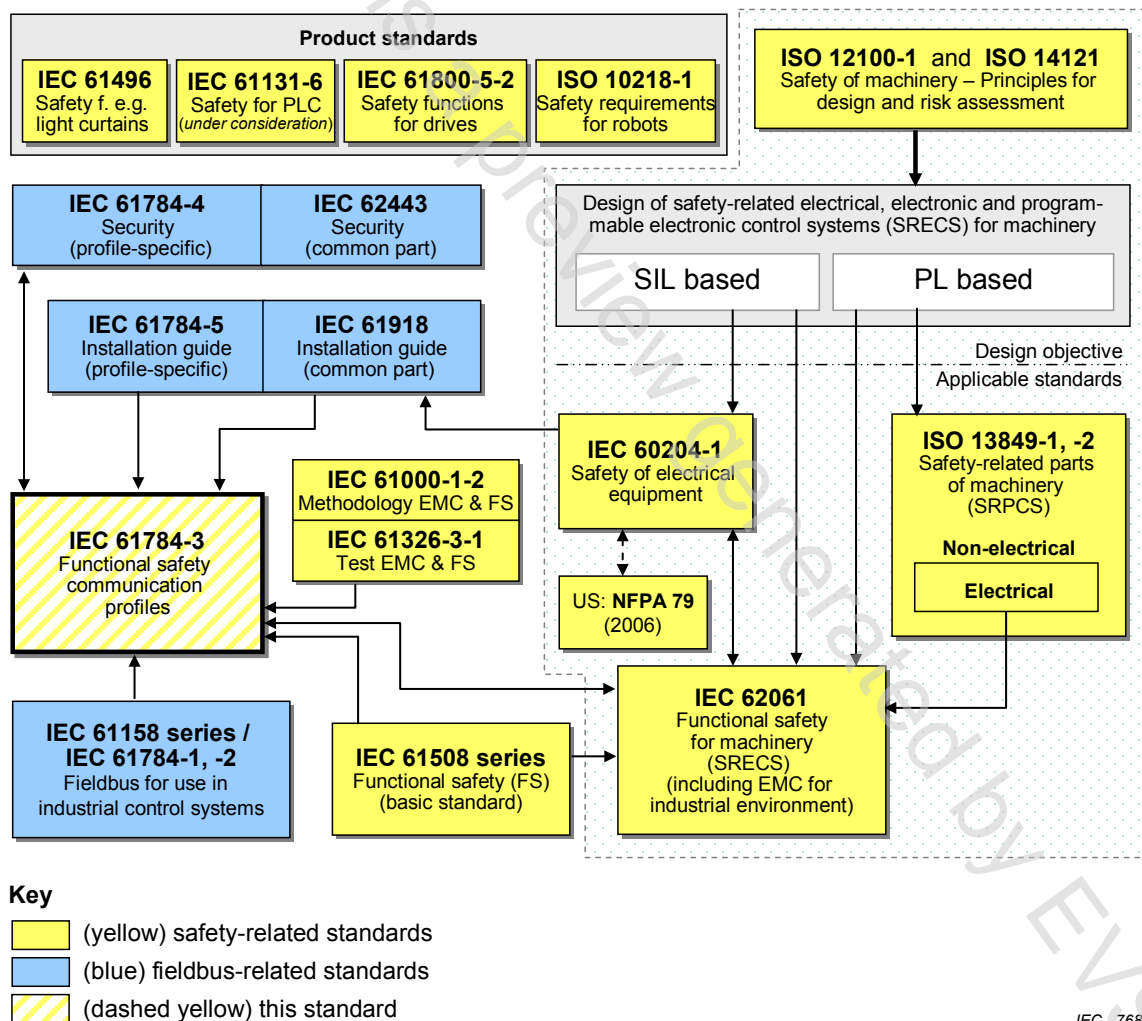 Product standards
IEC 61496
Safety f. e.g.
light curtains
IEC 61131-6
Safety for PLC
(under consideration)
IEC 61800-5-2
Safety functions
for drives
ISO 10218-1
Safety requirements
for robots
ISO 12100-1 and ISO 14121
Safety of machinery – Principles for
design and risk assessment
IEC 61784-4
Security
(profile-specific)
IEC 62443
Security
(common part)
Design of safety-related electrical, electronic and program-
mable electronic control systems (SRECS) for machinery
SIL based
PL based
IEC 61784-5
Installation guide
(profile-specific)
IEC 61918
Installation guide
(common part)
Design objective
Applicable standards
IEC 60204-1
Safety of electrical
equipment
ISO 13849-1, -2
Safety-related parts
of machinery
(SRPCS)
Non-electrical
Electrical
IEC 61000-1-2
Methodology EMC & FS
IEC 61326-3-1
Test EMC & FS
IEC 61784-3
Functional safety
communication
profiles
US: NFPA 79
(2006)
IEC 61158 series /
IEC 61784-1, -2
Fieldbus for use in
industrial control systems
IEC 61508 series
Functional safety (FS)
(basic standard)
IEC 62061
Functional safety
for machinery
(SRECS)
(including EMC for
industrial environment)
Key
(yellow) safety-related standards
(blue) fieldbus-related standards
(dashed yellow) this standard
IEC 768
is a preview generated by EVS